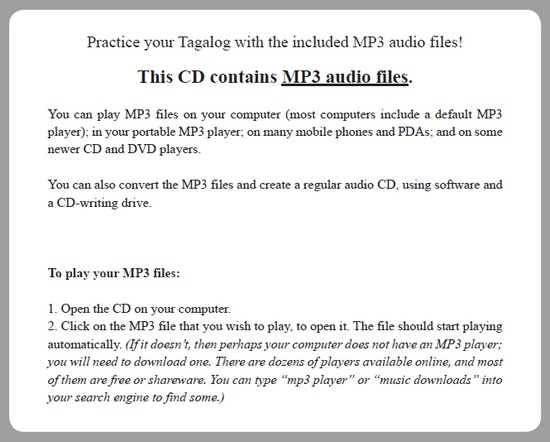 Practice your Tagalog with the included MP3 audio files!
This CD contains MP3 audio files.
You can play MP3 files on your computer (most computers include a default MP3
player); in your portable MP3 player; on many mobile phones and PDAs; and on some
newer CD and DVD players.
You can also convert the MP3 files and create a regular audio CD, using software and
a CD-writing drive.
To play your MP3 files:
1. Open the CD on your computer.
2. Click on the MP3 file that you wish to play, to open it. The file should start playing
automatically. (If it doesn't, then perhaps your computer does not have an MP3 player;
you will need to download one. There are dozens of players available online, and most
of them are free or shareware. You can type “mp3 player” or “music downloads” into
your search engine to find some.)